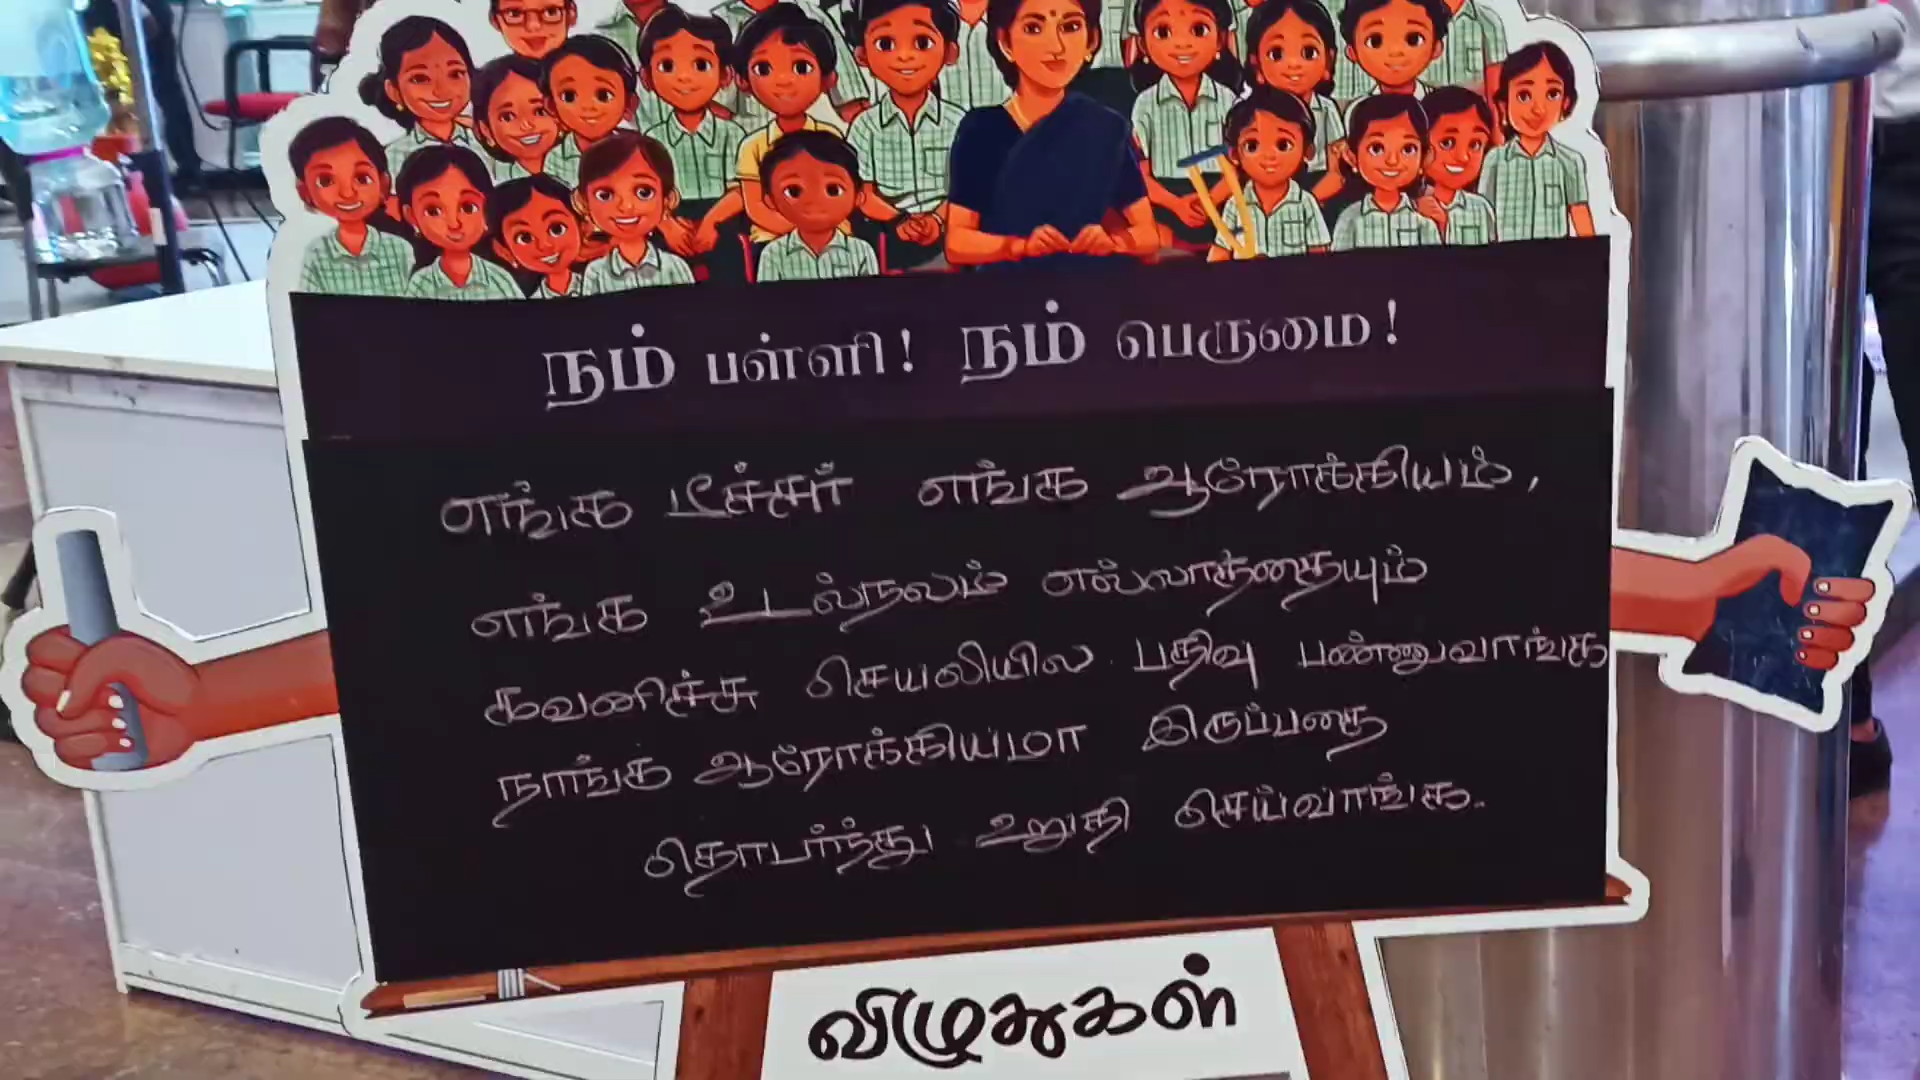 நம் பள்ளி! நம் பெருமை!
எங்க டீச்சர் எங்க ஆரோக்கியம்,
எங்க உடல்நலம் எல்லாத்தையும்
கவனிச்சு செயலியில பதிவு பண்ணுவாங்க
நாங்க ஆரோக்கியமா இருப்பதை
தொடர்ந்து உறுதி செய்வாங்க.
விழுதுகள்